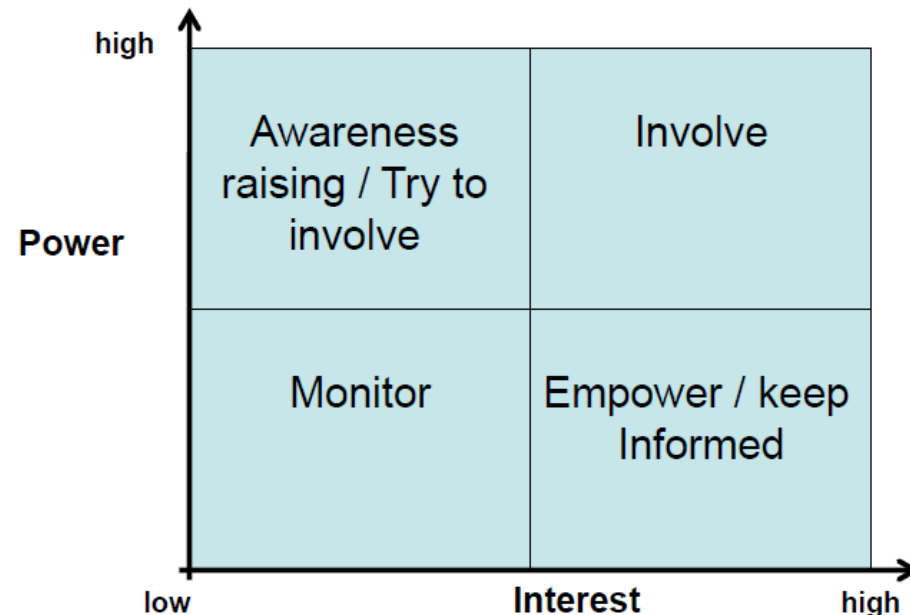 high
Awareness
raising / Try to
involve
Involve
Power
Monitor
Empower / keep
Informed
low
Interest
high